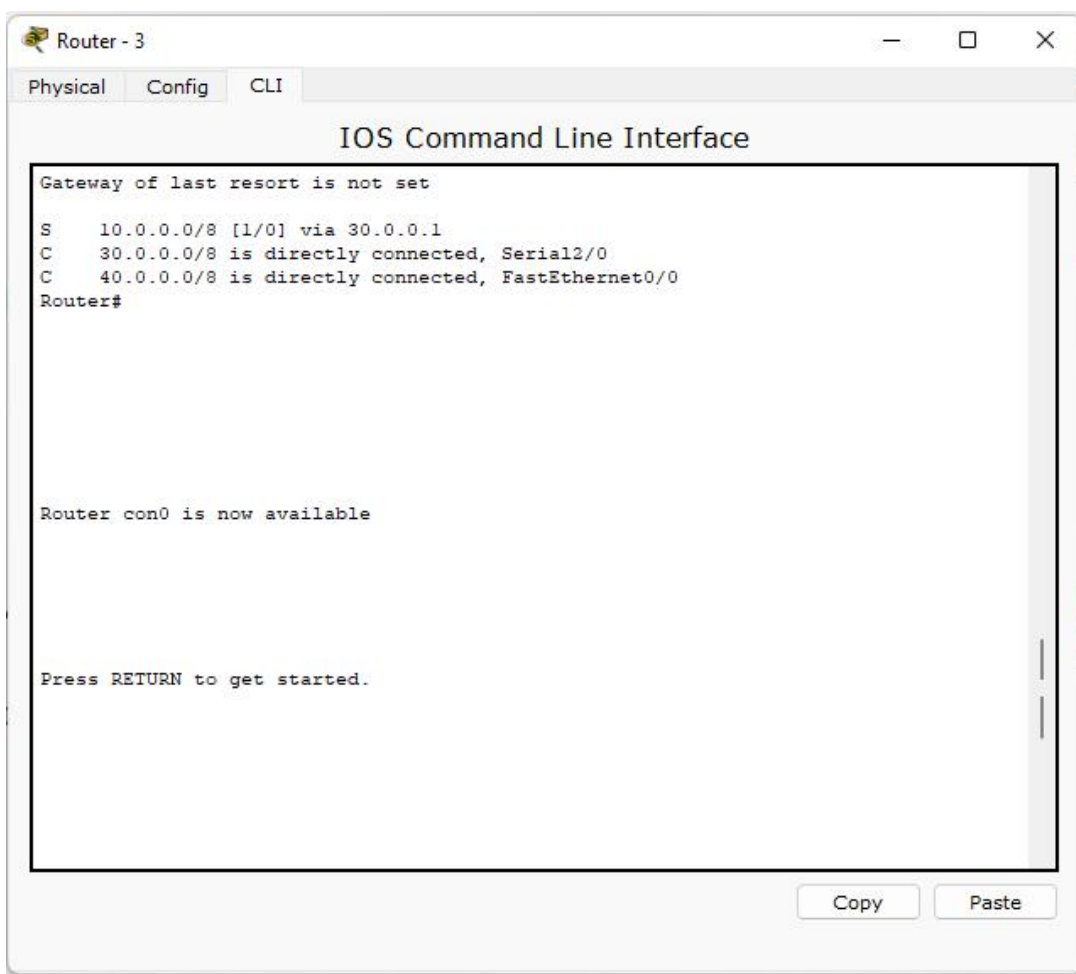 Router - 3
Physical Config CLI
IOS Command Line Interface
Gateway of last resort is not set
S 10.0.0.0/8 [1/0] via 30.0.0.1
C 30.0.0.0/8 is directly connected, Serial2/0
C 40.0.0.0/8 is directly connected, FastEthernet0/0
Router#
Router con0 is now available
Press RETURN to get started.
Copy Paste